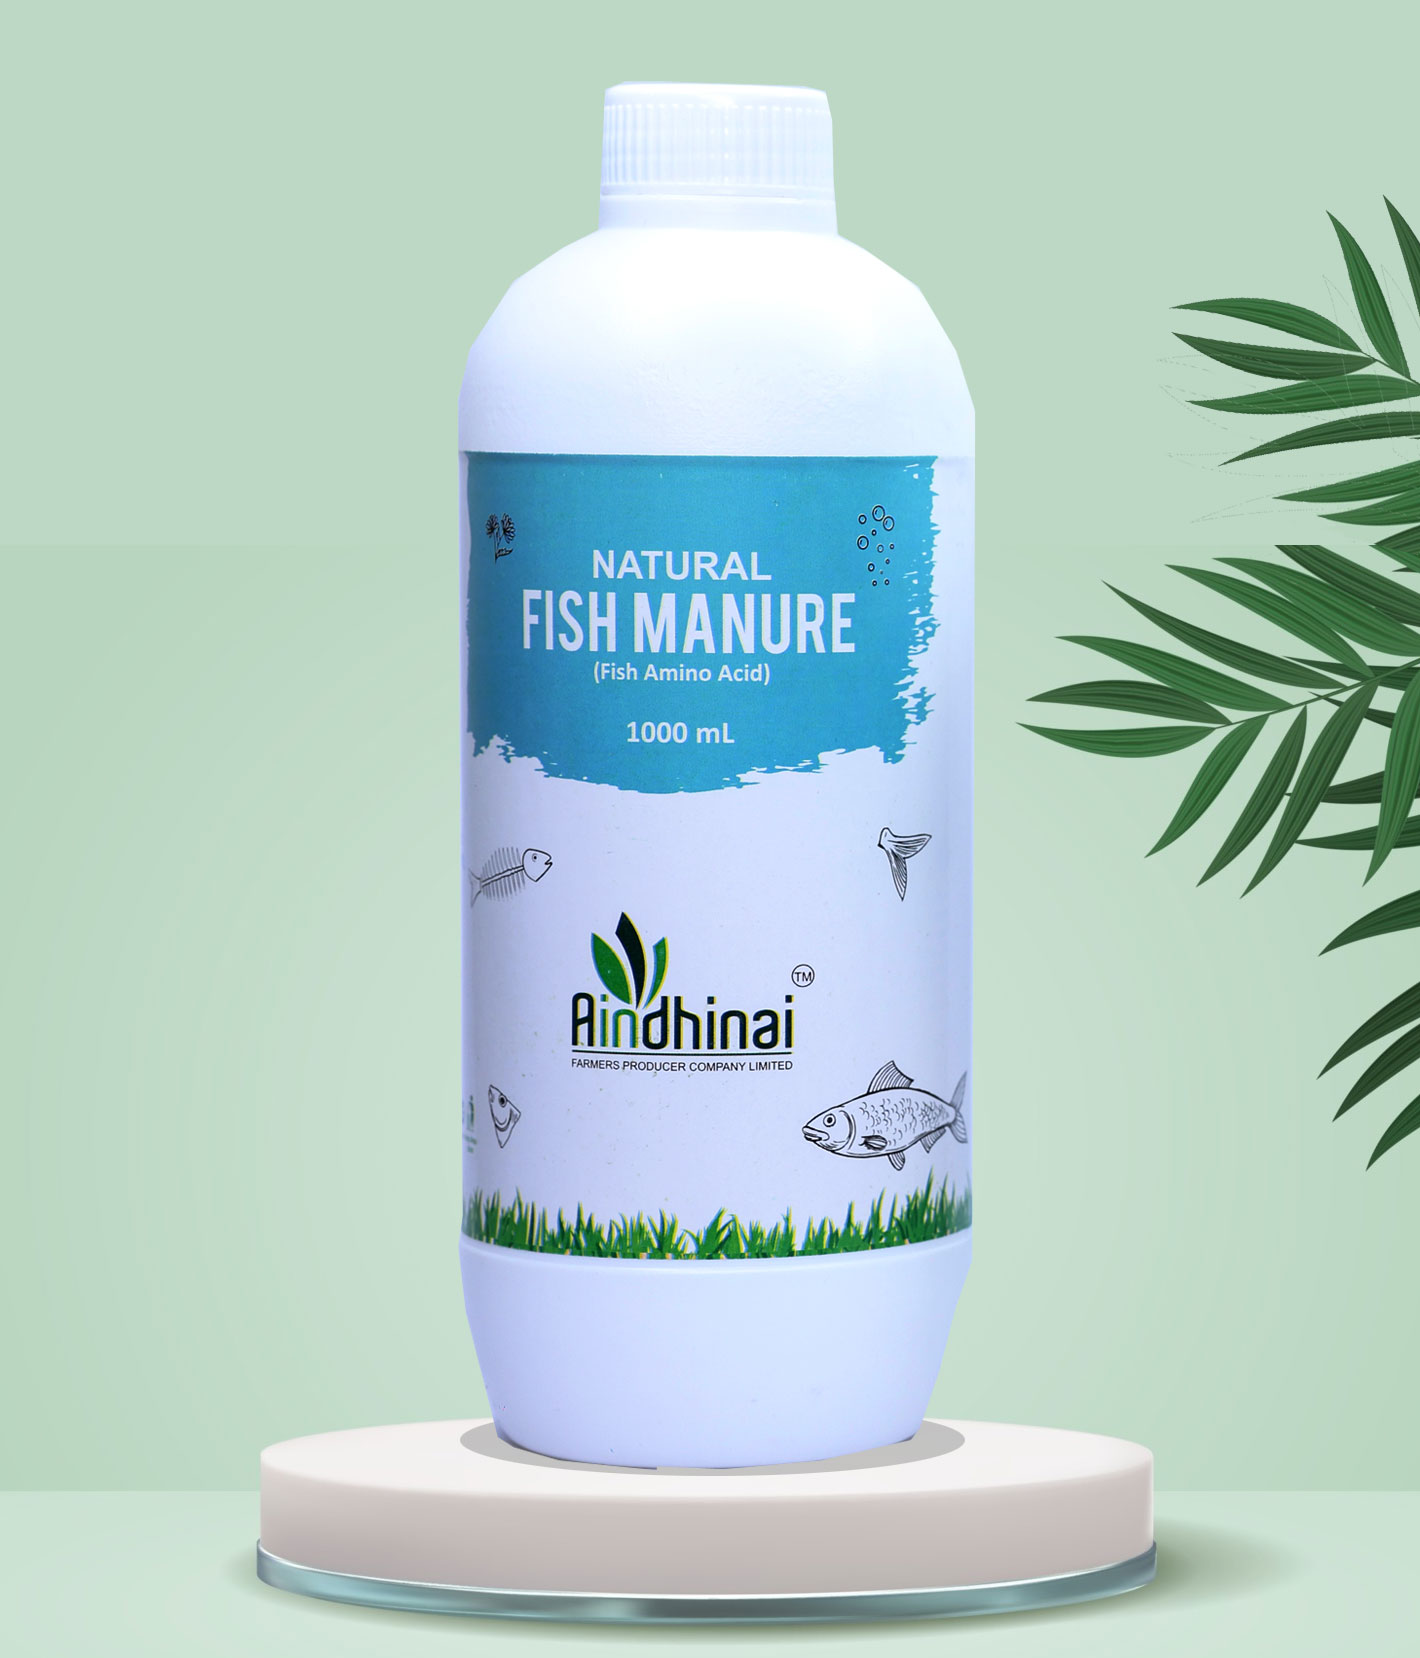 NATURAL
FISH MANURE
(Fish Amino Acid)
1000 mL
TM
Aindhinai
FARMERS PRODUCER COMPANY LIMITED